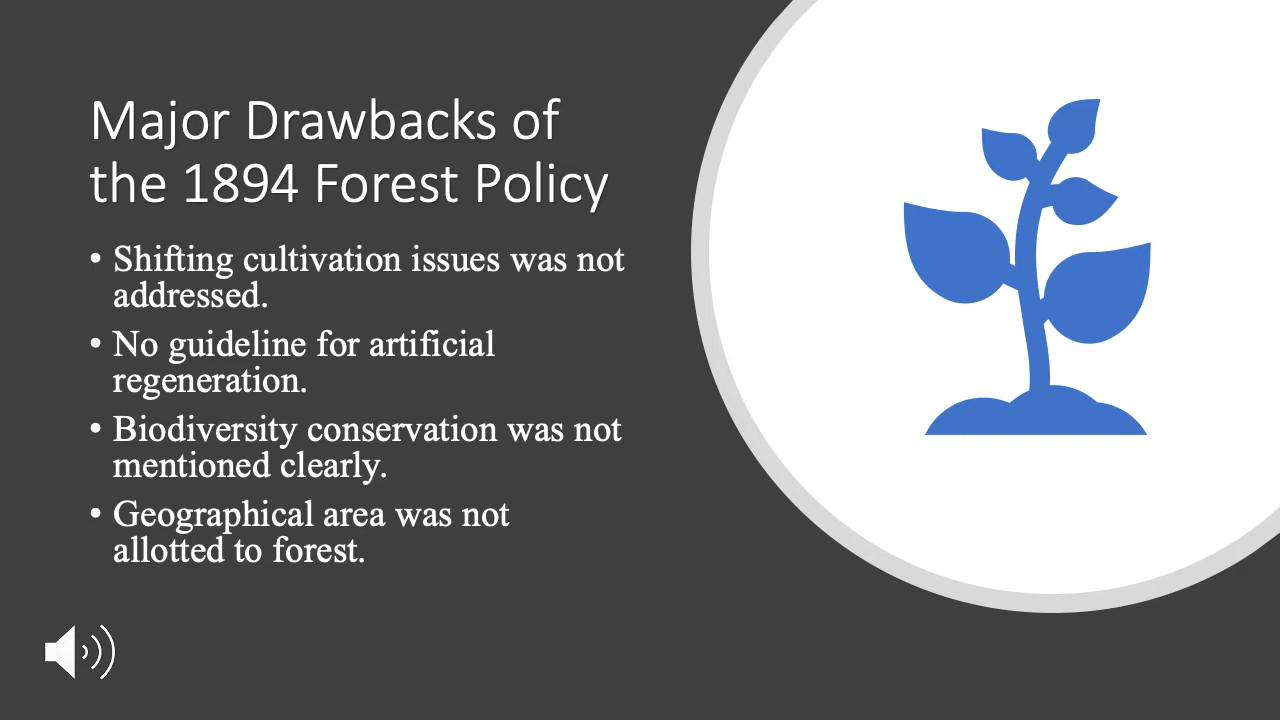 Major Drawbacks of
the 1894 Forest Policy
• Shifting cultivation issues was not
addressed.
• No guideline for artificial
regeneration.
• Biodiversity conservation was not
mentioned clearly.
• Geographical area was not
allotted to forest.